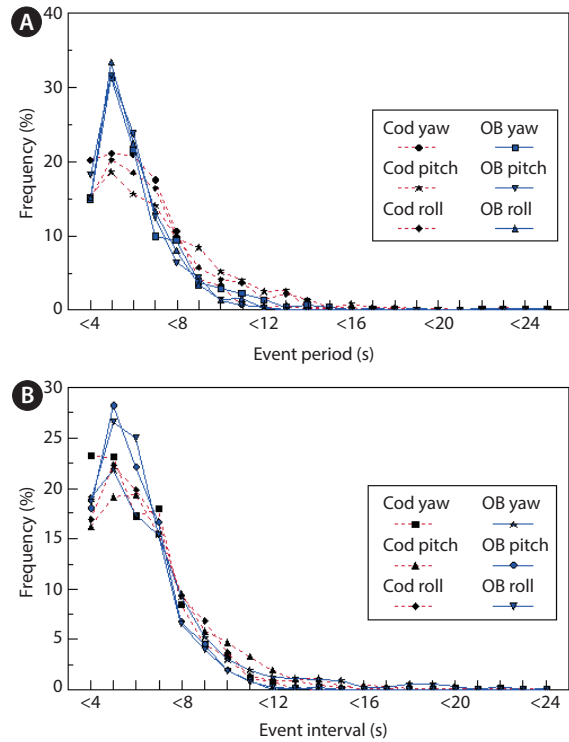 A
40
30
20
10
0
Frequency (%)
Cod yaw OB yaw
Cod pitch OB pitch
Cod roll OB roll
<4 <8 <12 <16 <20 <24
Event period (s)
B
30
25
20
15
10
5
0
Frequency (%)
Cod yaw OB yaw
Cod pitch OB pitch
Cod roll OB roll
<4 <8 <12 <16 <20 <24
Event interval (s)